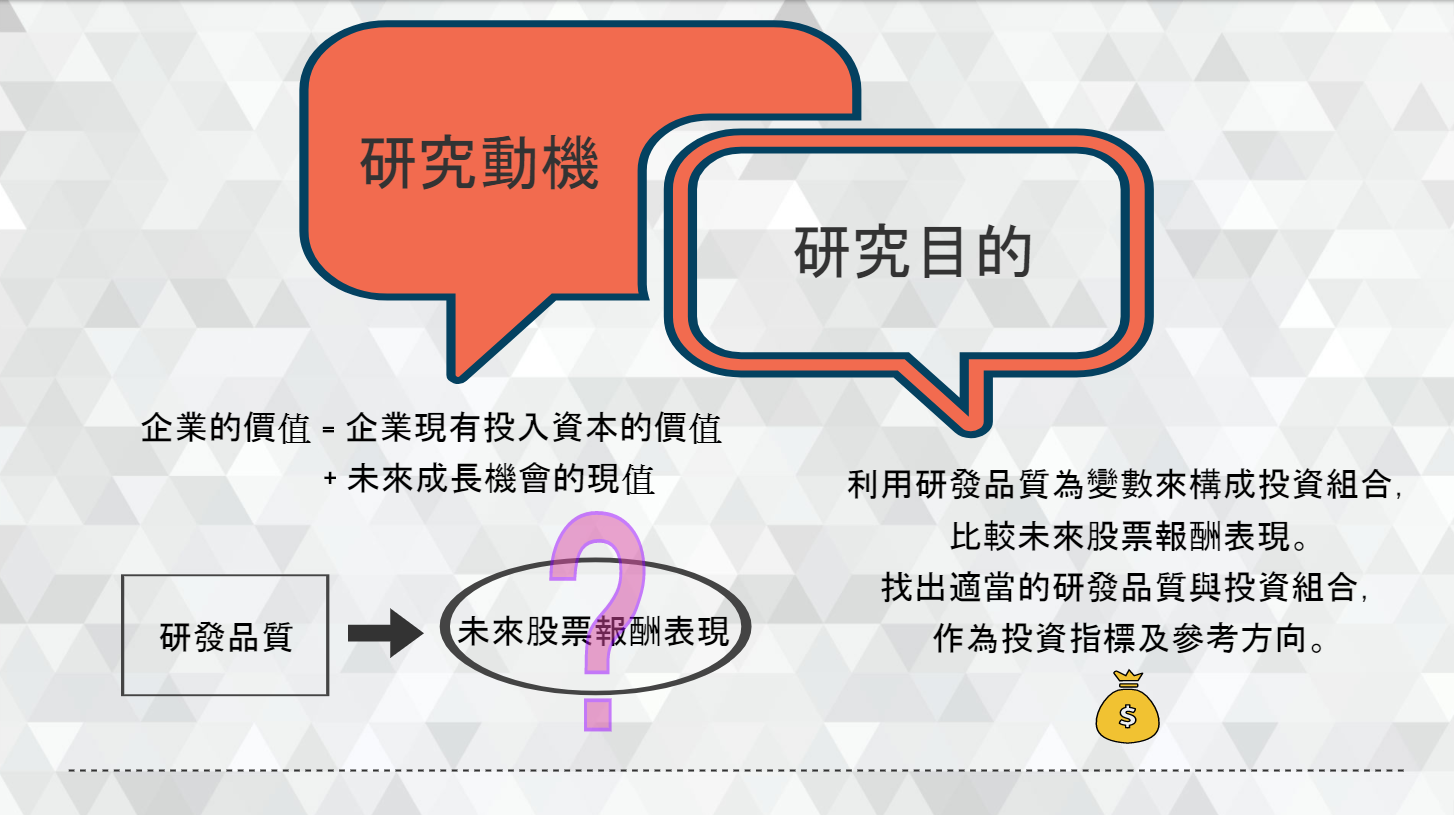 研究動機
研究目的
企業的價值 = 企業現有投入資本的價值
+ 未來成長機會的現值
研發品質
未來股票報酬表現
?
利用研發品質為變數來構成投資組合,
比較未來股票報酬表現。
找出適當的研發品質與投資組合,
作為投資指標及參考方向。
$